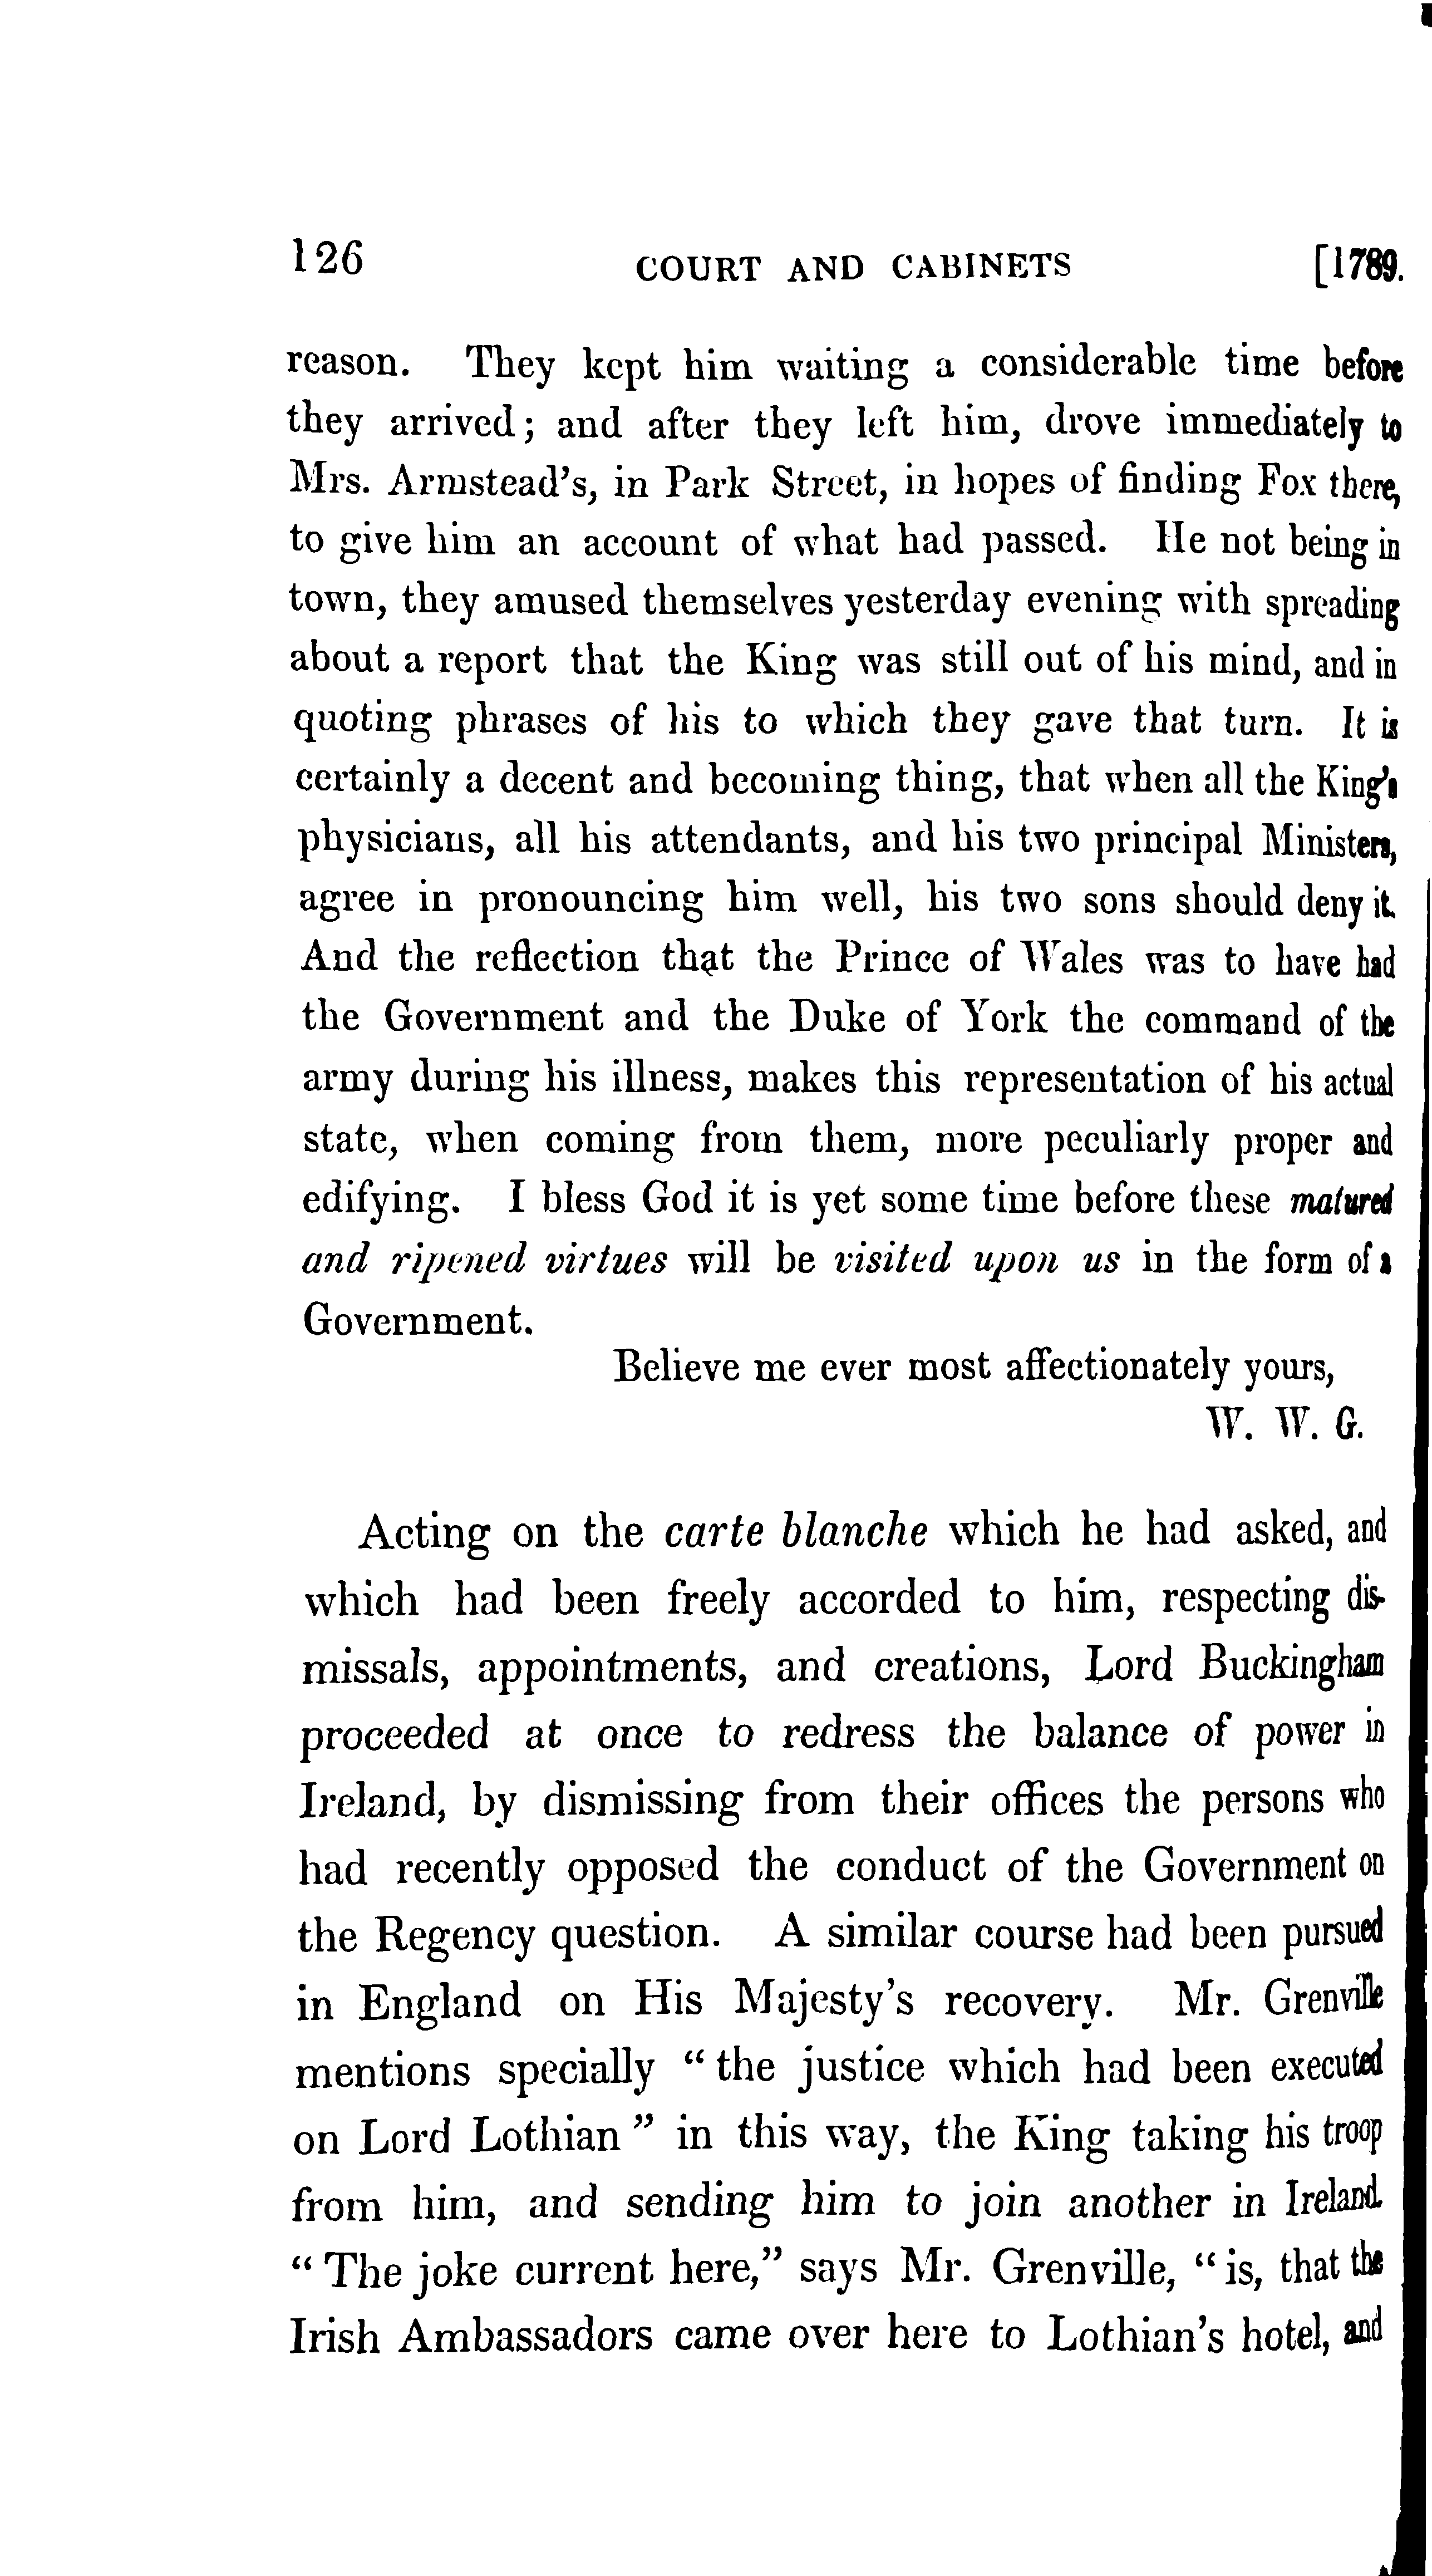 126 COURT AND CABINETS [1789.
reason. They kept him waiting a considerable time before
they arrived; and after they left him, drove immediately to
Mrs. Armstead's, in Park Street, in hopes of finding Fox there,
to give him an account of what had passed. He not being in
town, they amused themselves yesterday evening with spreading
about a report that the King was still out of his mind, and in
quoting phrases of his to which they gave that turn. It is
certainly a decent and becoming thing, that when all the King's
physicians, all his attendants, and his two principal Ministers,
agree in pronouncing him well, his two sons should deny it.
And the reflection that the Prince of Wales was to have had
the Government and the Duke of York the command of the
army during his illness, makes this representation of his actual
state, when coming from them, more peculiarly proper and
edifying. I bless God it is yet some time before these matured
and ripened virtues will be visited upon us in the form of a
Government.
Believe me ever most affectionately yours,
W. W. G.
Acting on the carte blanche which he had asked, and
which had been freely accorded to him, respecting dis-
missals, appointments, and creations, Lord Buckingham
proceeded at once to redress the balance of power in
Ireland, by dismissing from their offices the persons who
had recently opposed the conduct of the Government on
the Regency question. A similar course had been pursued
in England on His Majesty's recovery. Mr. Grenville
mentions specially "the justice which had been executed
on Lord Lothian" in this way, the King taking his troop
from him, and sending him to join another in Ireland.
"The joke current here," says Mr. Grenville, "is, that the
Irish Ambassadors came over here to Lothian's hotel, and